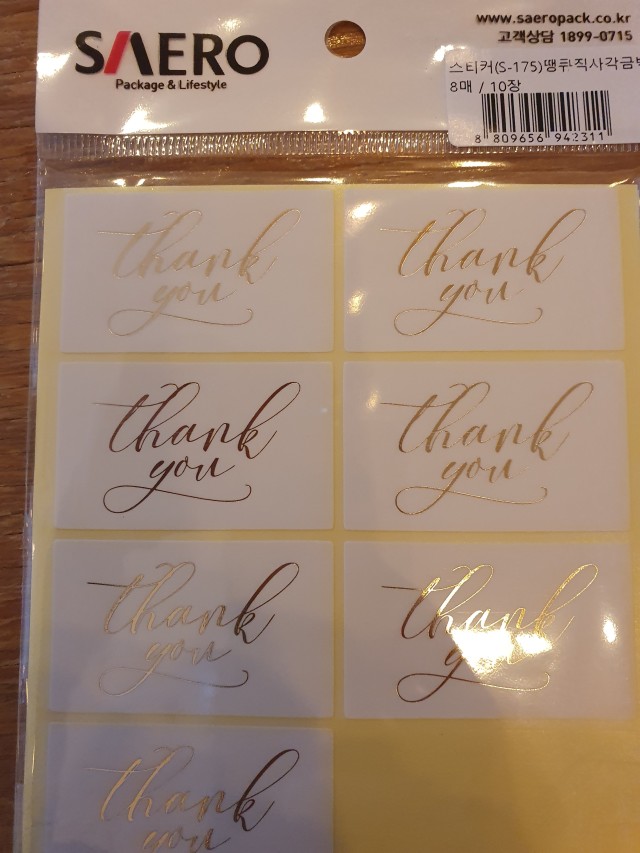 SAERO
Package & Lifestyle
www.saeropack.co.kr
고객상담 1899-0715
스티커(S-175)땡큐직사각금박
8매 / 10장
8 809656 942311
thank
you
thank
you
thank
you
thank
you
thank
you
thank
you
thank
you